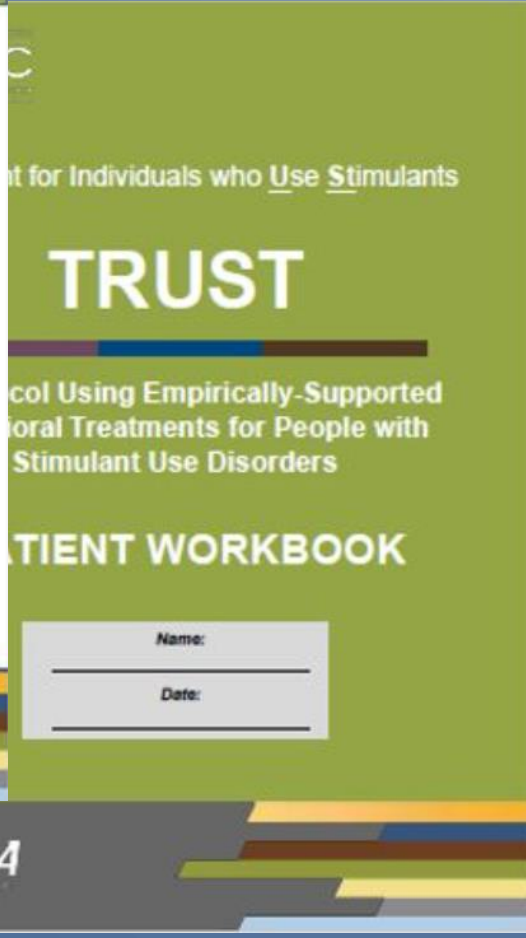 C
nt for Individuals who Use Stimulants
TRUST
col Using Empirically-Supported
ioral Treatments for People with
Stimulant Use Disorders
ATIENT WORKBOOK
Name:
Date:
A